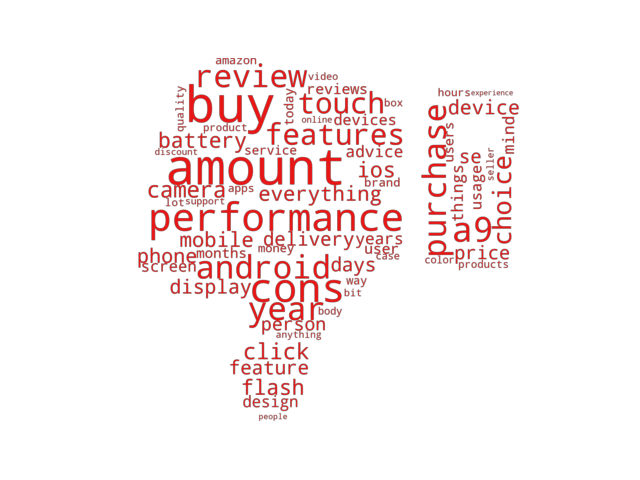 amazon
review video
quality today reviews
buy touch box
product online devices
features
battery
discount service advice
amount ios
camera apps everything brand
lot support
performance
mobile delivery years
phone months money user case
screen android days
display cons way
bit
year body
person
anything
click
feature
flash
design
people
hours experience
purchase users device
mind
things se usage seller choice
a9
price
color products